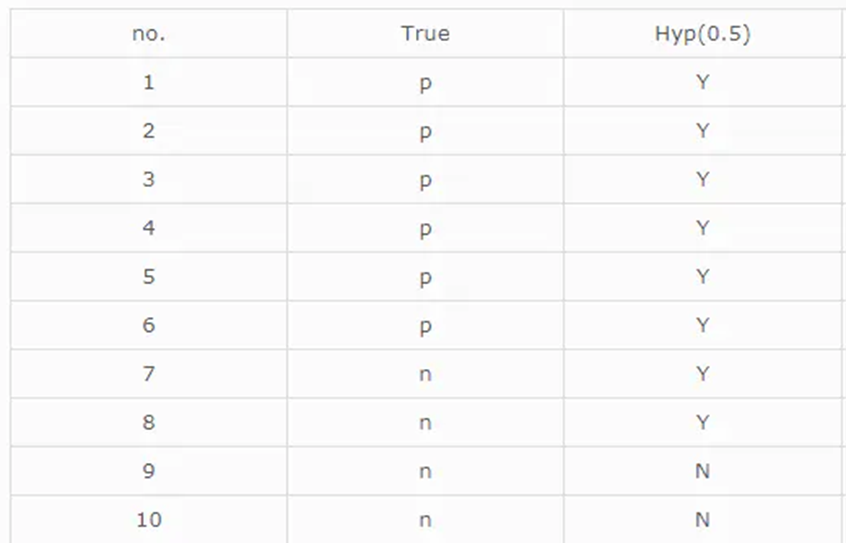 no. True Hyp(0.5)
1 p Y
2 p Y
3 p Y
4 p Y
5 p Y
6 p Y
7 n Y
8 n Y
9 n N
10 n N